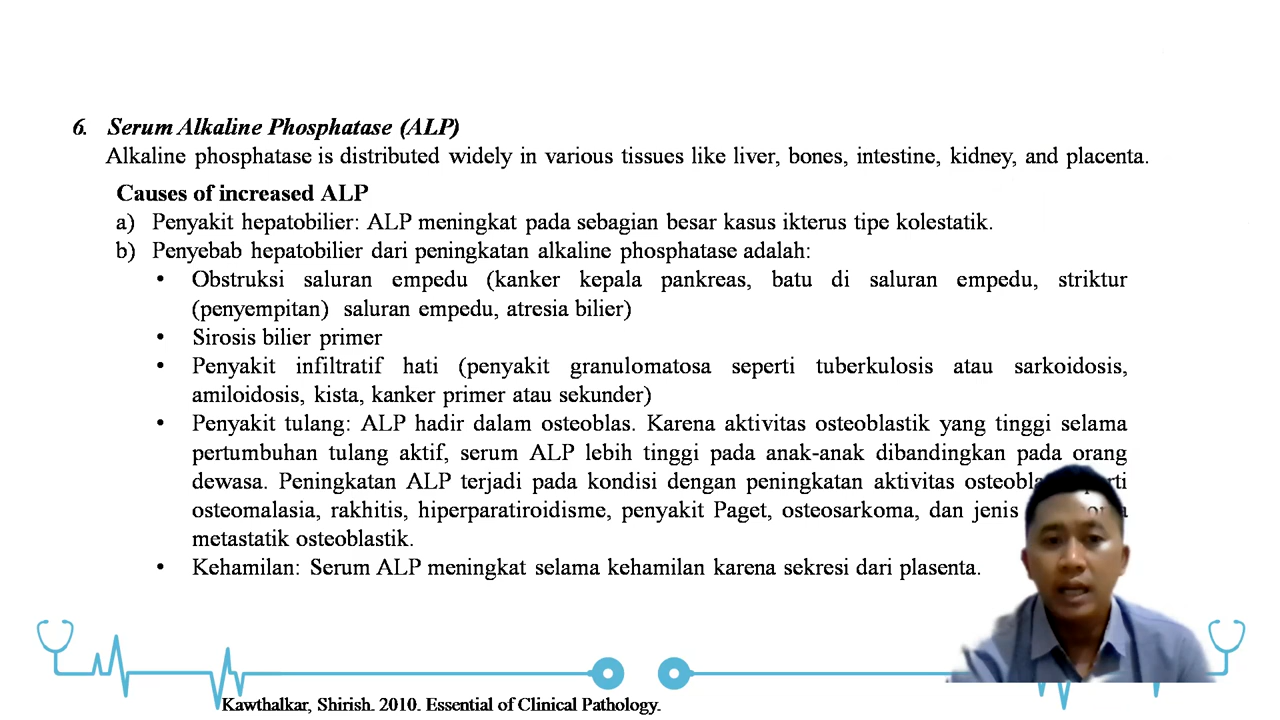 6. Serum Alkaline Phosphatase (ALP)
Alkaline phosphatase is distributed widely in various tissues like liver, bones, intestine, kidney, and placenta.
Causes of increased ALP
a) Penyakit hepatobilier: ALP meningkat pada sebagian besar kasus ikterus tipe kolestatik.
b) Penyebab hepatobilier dari peningkatan alkaline phosphatase adalah:
• Obstruksi saluran empedu (kanker kepala pankreas, batu di saluran empedu, striktur
(penyempitan) saluran empedu, atresia bilier)
• Sirosis bilier primer
• Penyakit infiltratif hati (penyakit granulomatosa seperti tuberkulosis atau sarkoidosis,
amiloidosis, kista, kanker primer atau sekunder)
• Penyakit tulang: ALP hadir dalam osteoblas. Karena aktivitas osteoblastik yang tinggi selama
pertumbuhan tulang aktif, serum ALP lebih tinggi pada anak-anak dibandingkan pada orang
dewasa. Peningkatan ALP terjadi pada kondisi dengan peningkatan aktivitas
osteomalasia, rakhitis, hiperparatiroidisme, penyakit Paget, osteosarkoma, dan jenis
metastatik osteoblastik.
• Kehamilan: Serum ALP meningkat selama kehamilan karena sekresi dari plasenta.
Kawthalkar, Shirish. 2010. Essential of Clinical Pathology.